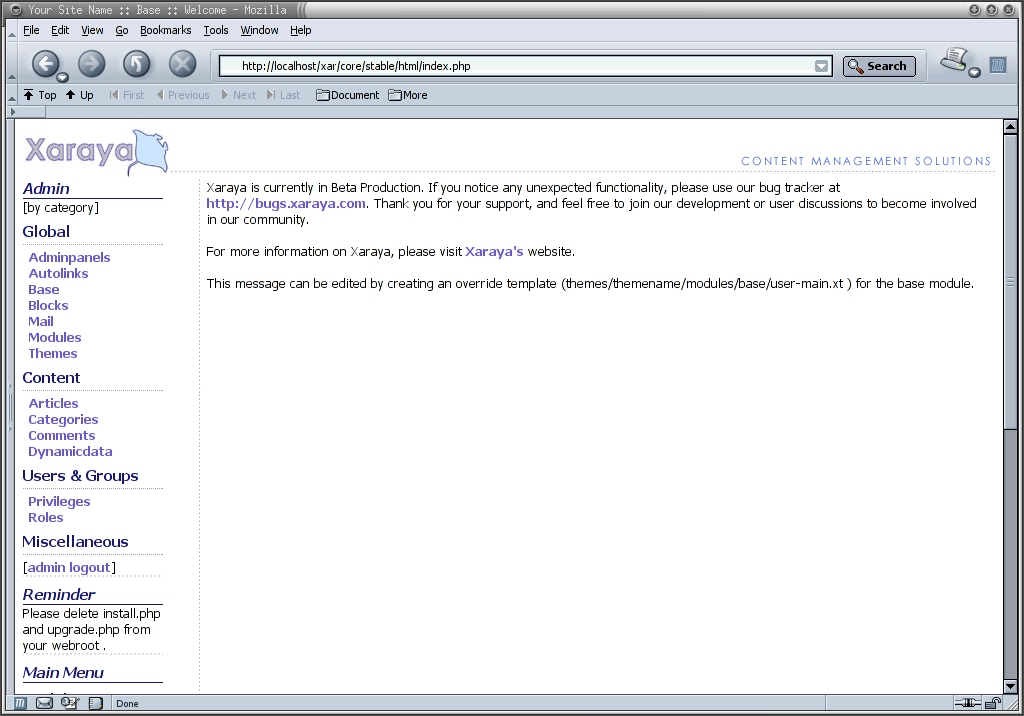 Your Site Name :: Base :: Welcome - Mozilla
File Edit View Go Bookmarks Tools Window Help
http://localhost/xar/core/stable/html/index.php Search
Top Up First Previous Next Last Document More
Xaraya
CONTENT MANAGEMENT SOLUTIONS
Admin
[by category]
Global
Adminpanels
Autolinks
Base
Blocks
Mail
Modules
Themes
Content
Articles
Categories
Comments
Dynamicdata
Users & Groups
Privileges
Roles
Miscellaneous
[admin logout]
Reminder
Please delete install.php
and upgrade.php from
your webroot .
Main Menu
Xaraya is currently in Beta Production. If you notice any unexpected functionality, please use our bug tracker at
http://bugs.xaraya.com. Thank you for your support, and feel free to join our development or user discussions to become involved
in our community.
For more information on Xaraya, please visit Xaraya's website.
This message can be edited by creating an override template (themes/themename/modules/base/user-main.xt ) for the base module.
Done